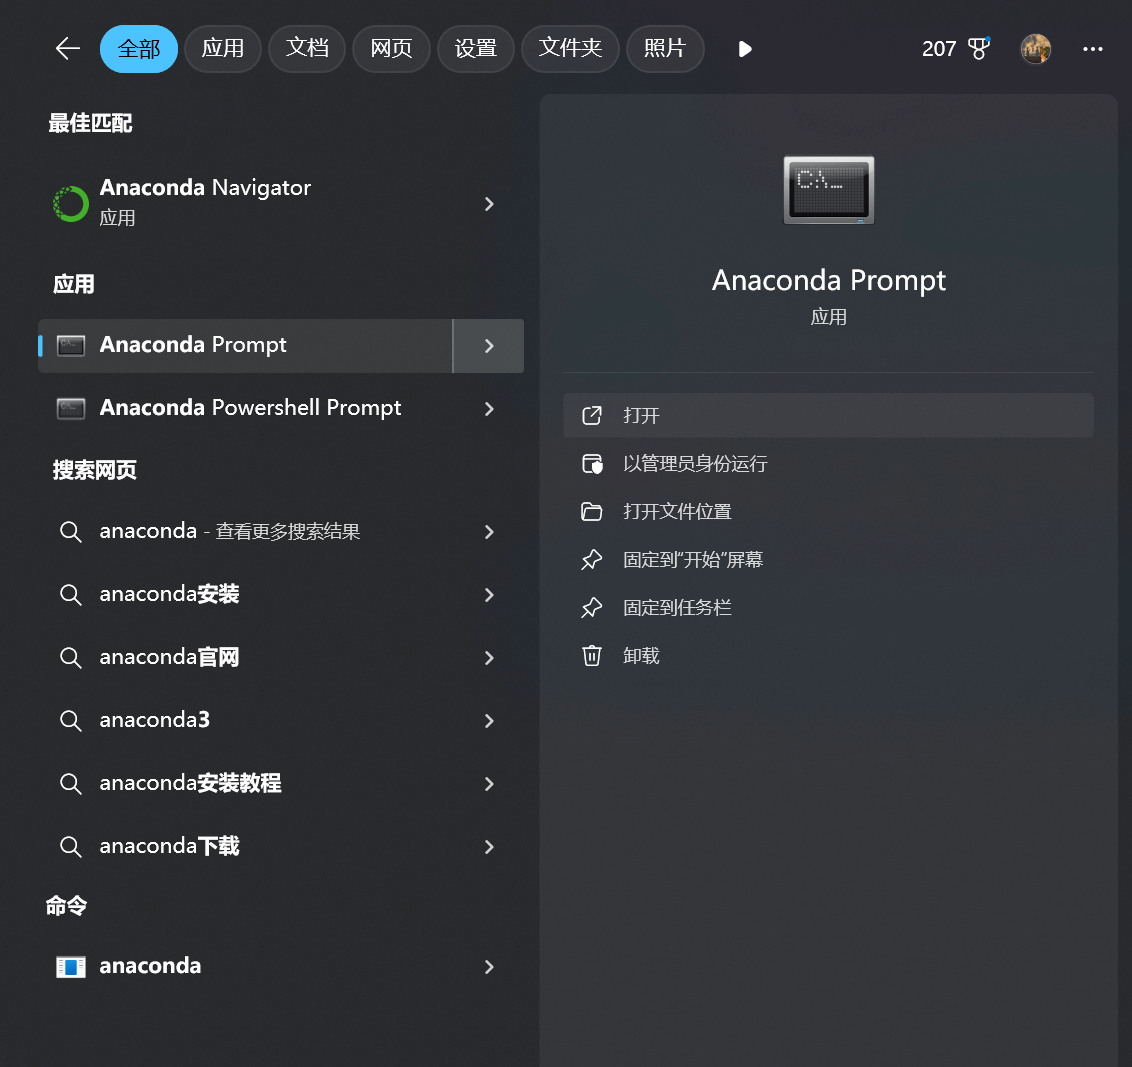 全部 应用 文档 网页 设置 文件夹 照片 207
最佳匹配
Anaconda Navigator
应用
应用
Anaconda Prompt
Anaconda Powershell Prompt
搜索网页
anaconda - 查看更多搜索结果
anaconda安装
anaconda官网
anaconda3
anaconda安装教程
anaconda下载
命令
anaconda
C:\_
Anaconda Prompt
应用
打开
以管理员身份运行
打开文件位置
固定到“开始”屏幕
固定到任务栏
卸载